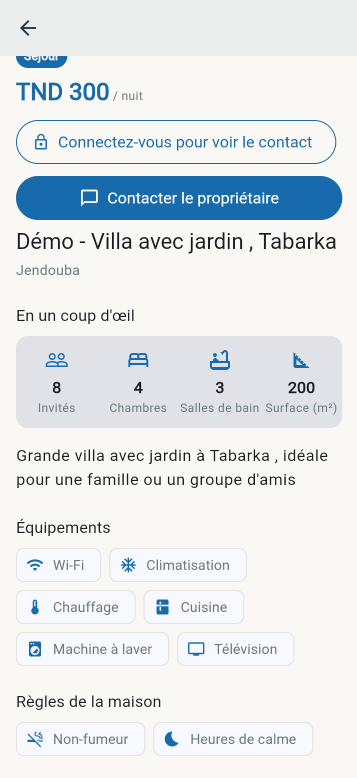 Séjour
TND 300 / nuit
Connectez-vous pour voir le contact
Contacter le propriétaire
Démo - Villa avec jardin , Tabarka
Jendouba
En un coup d'œil
8 4 3 200
Invités Chambres Salles de bain Surface (m²)
Grande villa avec jardin à Tabarka , idéale
pour une famille ou un groupe d'amis
Équipements
Wi-Fi Climatisation
Chauffage Cuisine
Machine à laver Télévision
Règles de la maison
Non-fumeur Heures de calme